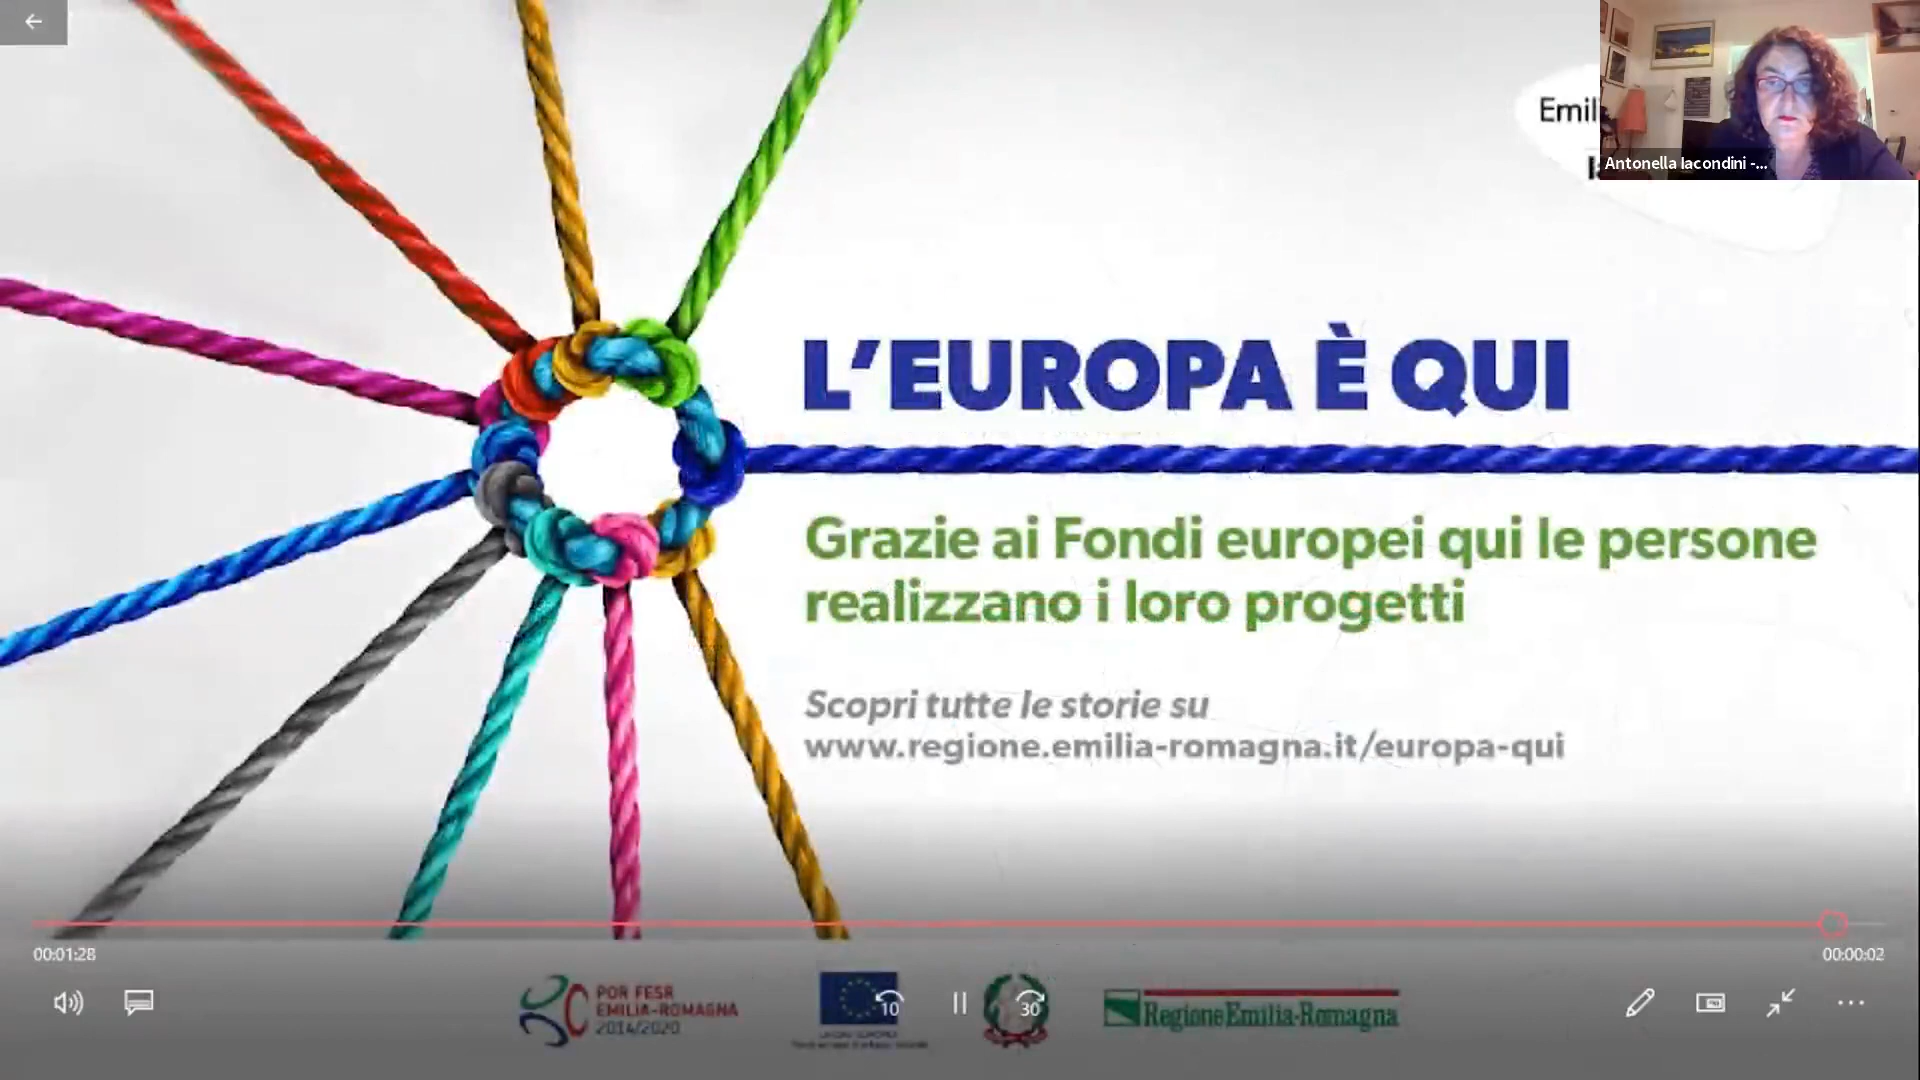 Emil
Antonella Iacondini -...
L'EUROPA È QUI
Grazie ai Fondi europei qui le persone
realizzano i loro progetti
Scopri tutte le storie su
www.regione.emilia-romagna.it/europa-qui
00:01:28
00:00:02
POR FESR
EMILIA-ROMAGNA
2014/2020
10
30
RegioneEmilia-Romagna